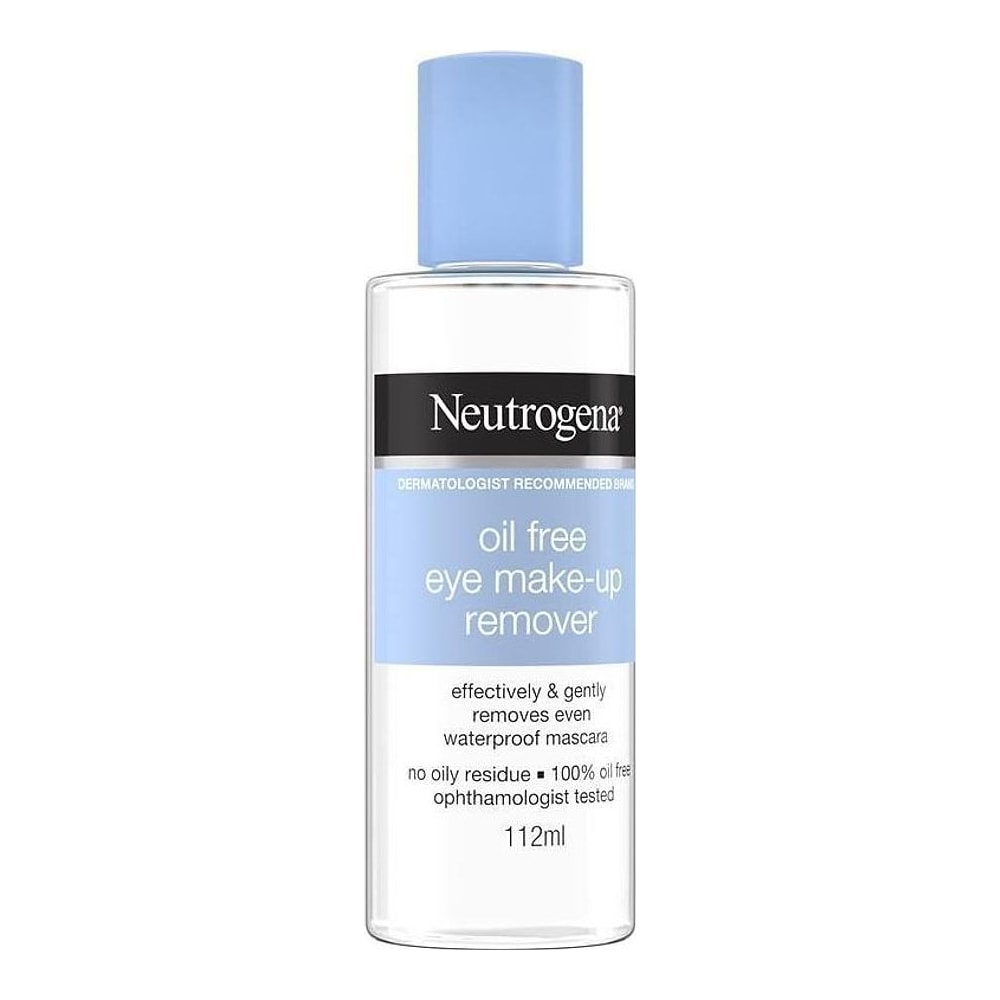 Neutrogena®
DERMATOLOGIST RECOMMENDED BRAND
oil free
eye make-up
remover
effectively & gently
removes even
waterproof mascara
no oily residue ▪ 100% oil free
ophthamologist tested
112ml